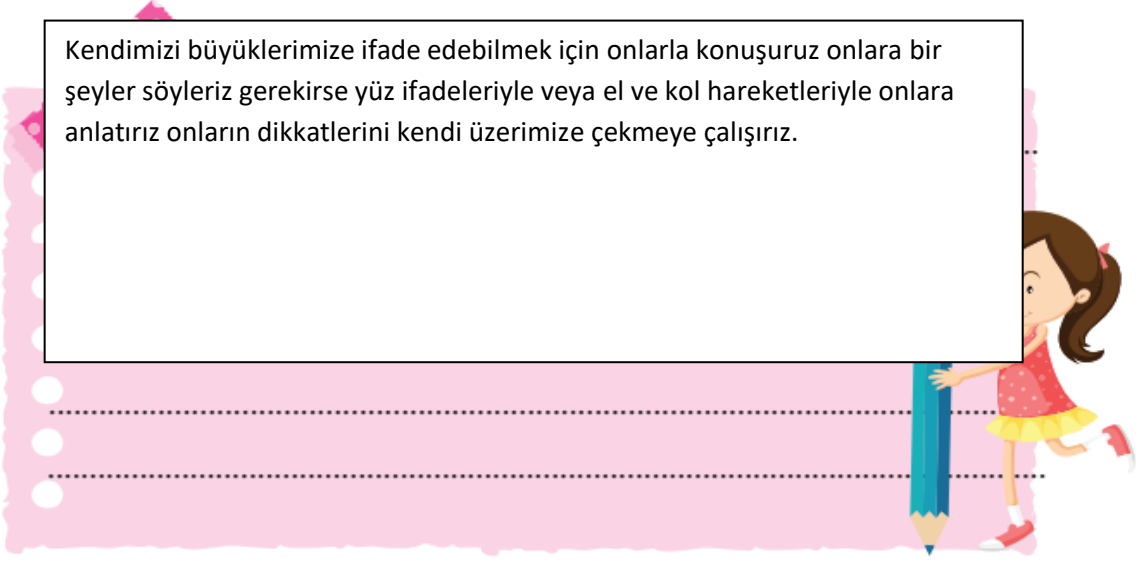 Kendimizi büyüklerimize ifade edebilmek için onlarla konuşuruz onlara bir
şeyler söyleriz gerekirse yüz ifadeleriyle veya el ve kol hareketleriyle onlara
anlatırız onların dikkatlerini kendi üzerimize çekmeye çalışırız.